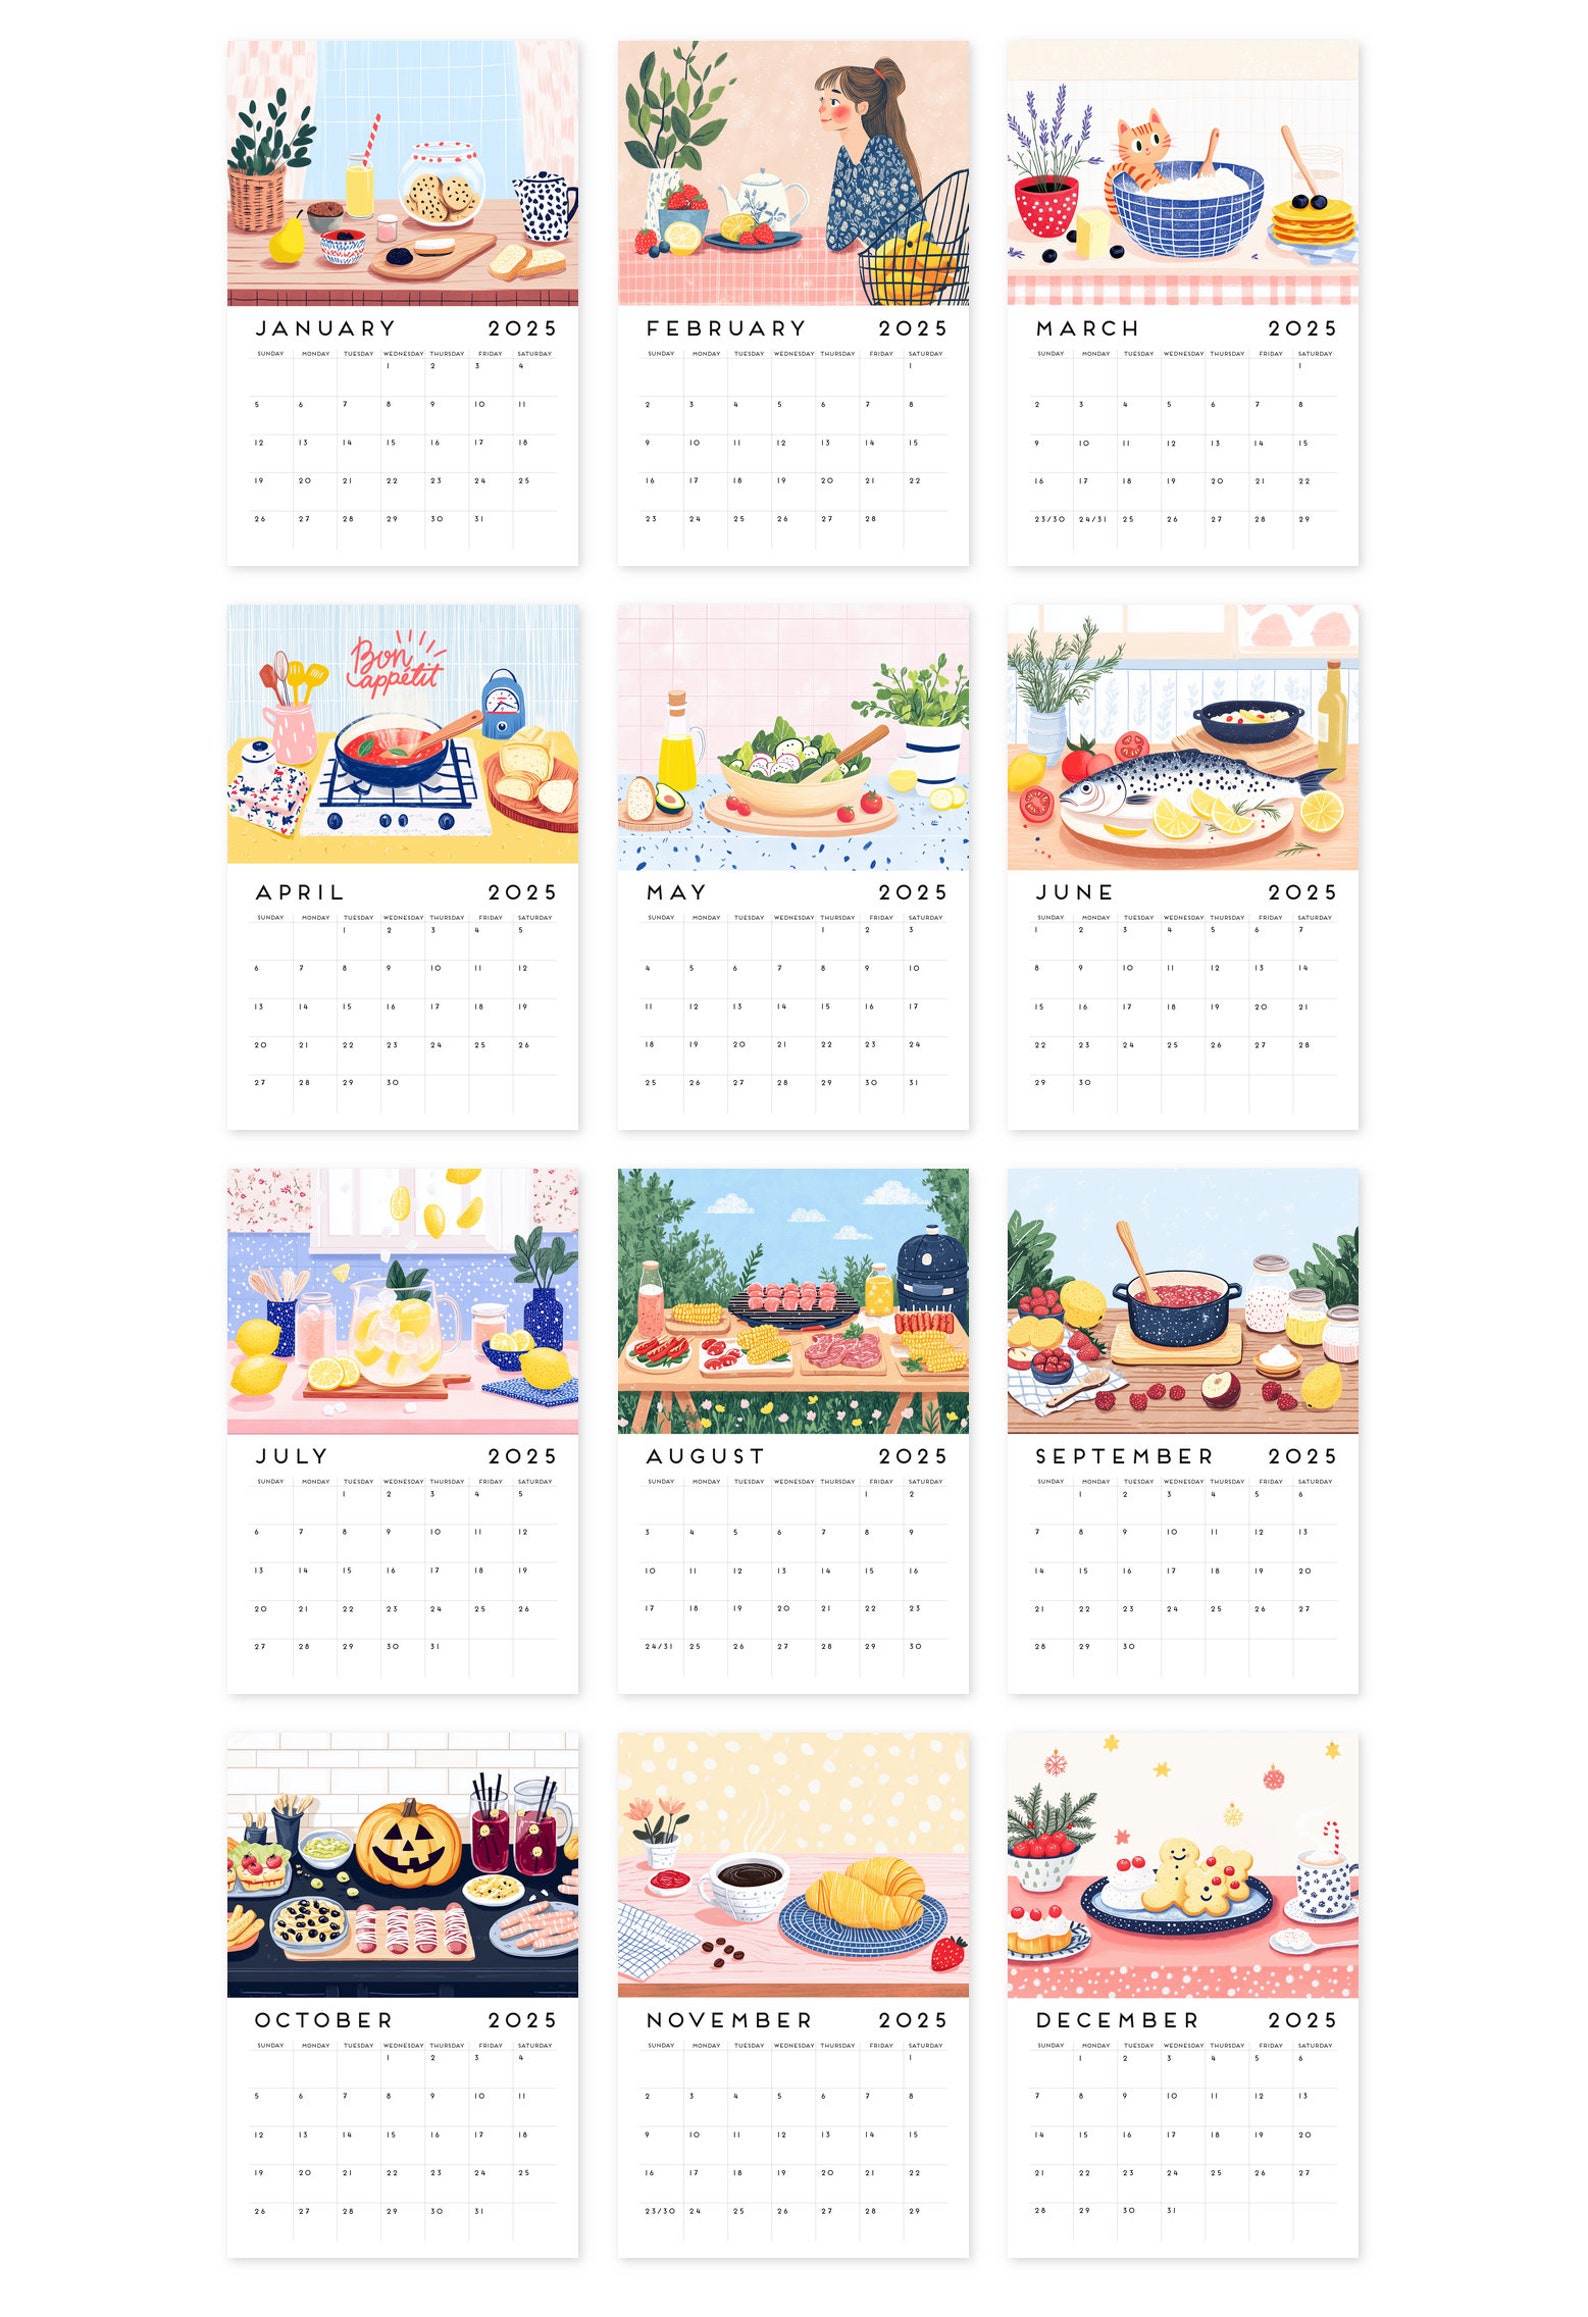 JANUARY 2025
SUNDAY MONDAY TUESDAY WEDNESDAY THURSDAY FRIDAY SATURDAY
1 2 3 4
5 6 7 8 9 10 11
12 13 14 15 16 17 18
19 20 21 22 23 24 25
26 27 28 29 30 31
FEBRUARY 2025
SUNDAY MONDAY TUESDAY WEDNESDAY THURSDAY FRIDAY SATURDAY
1
2 3 4 5 6 7 8
9 10 11 12 13 14 15
16 17 18 19 20 21 22
23 24 25 26 27 28
MARCH 2025
SUNDAY MONDAY TUESDAY WEDNESDAY THURSDAY FRIDAY SATURDAY
1
2 3 4 5 6 7 8
9 10 11 12 13 14 15
16 17 18 19 20 21 22
23/30 24/31 25 26 27 28 29
Bon
appétit
APRIL 2025
SUNDAY MONDAY TUESDAY WEDNESDAY THURSDAY FRIDAY SATURDAY
1 2 3 4 5
6 7 8 9 10 11 12
13 14 15 16 17 18 19
20 21 22 23 24 25 26
27 28 29 30
MAY 2025
SUNDAY MONDAY TUESDAY WEDNESDAY THURSDAY FRIDAY SATURDAY
1 2 3
4 5 6 7 8 9 10
11 12 13 14 15 16 17
18 19 20 21 22 23 24
25 26 27 28 29 30 31
JUNE 2025
SUNDAY MONDAY TUESDAY WEDNESDAY THURSDAY FRIDAY SATURDAY
1 2 3 4 5 6 7
8 9 10 11 12 13 14
15 16 17 18 19 20 21
22 23 24 25 26 27 28
29 30
JULY 2025
SUNDAY MONDAY TUESDAY WEDNESDAY THURSDAY FRIDAY SATURDAY
1 2 3 4 5
6 7 8 9 10 11 12
13 14 15 16 17 18 19
20 21 22 23 24 25 26
27 28 29 30 31
AUGUST 2025
SUNDAY MONDAY TUESDAY WEDNESDAY THURSDAY FRIDAY SATURDAY
1 2
3 4 5 6 7 8 9
10 11 12 13 14 15 16
17 18 19 20 21 22 23
24/31 25 26 27 28 29 30
SEPTEMBER 2025
SUNDAY MONDAY TUESDAY WEDNESDAY THURSDAY FRIDAY SATURDAY
1 2 3 4 5 6
7 8 9 10 11 12 13
14 15 16 17 18 19 20
21 22 23 24 25 26 27
28 29 30
OCTOBER 2025
SUNDAY MONDAY TUESDAY WEDNESDAY THURSDAY FRIDAY SATURDAY
1 2 3 4
5 6 7 8 9 10 11
12 13 14 15 16 17 18
19 20 21 22 23 24 25
26 27 28 29 30 31
NOVEMBER 2025
SUNDAY MONDAY TUESDAY WEDNESDAY THURSDAY FRIDAY SATURDAY
1
2 3 4 5 6 7 8
9 10 11 12 13 14 15
16 17 18 19 20 21 22
23/30 24 25 26 27 28 29
DECEMBER 2025
SUNDAY MONDAY TUESDAY WEDNESDAY THURSDAY FRIDAY SATURDAY
1 2 3 4 5 6
7 8 9 10 11 12 13
14 15 16 17 18 19 20
21 22 23 24 25 26 27
28 29 30 31